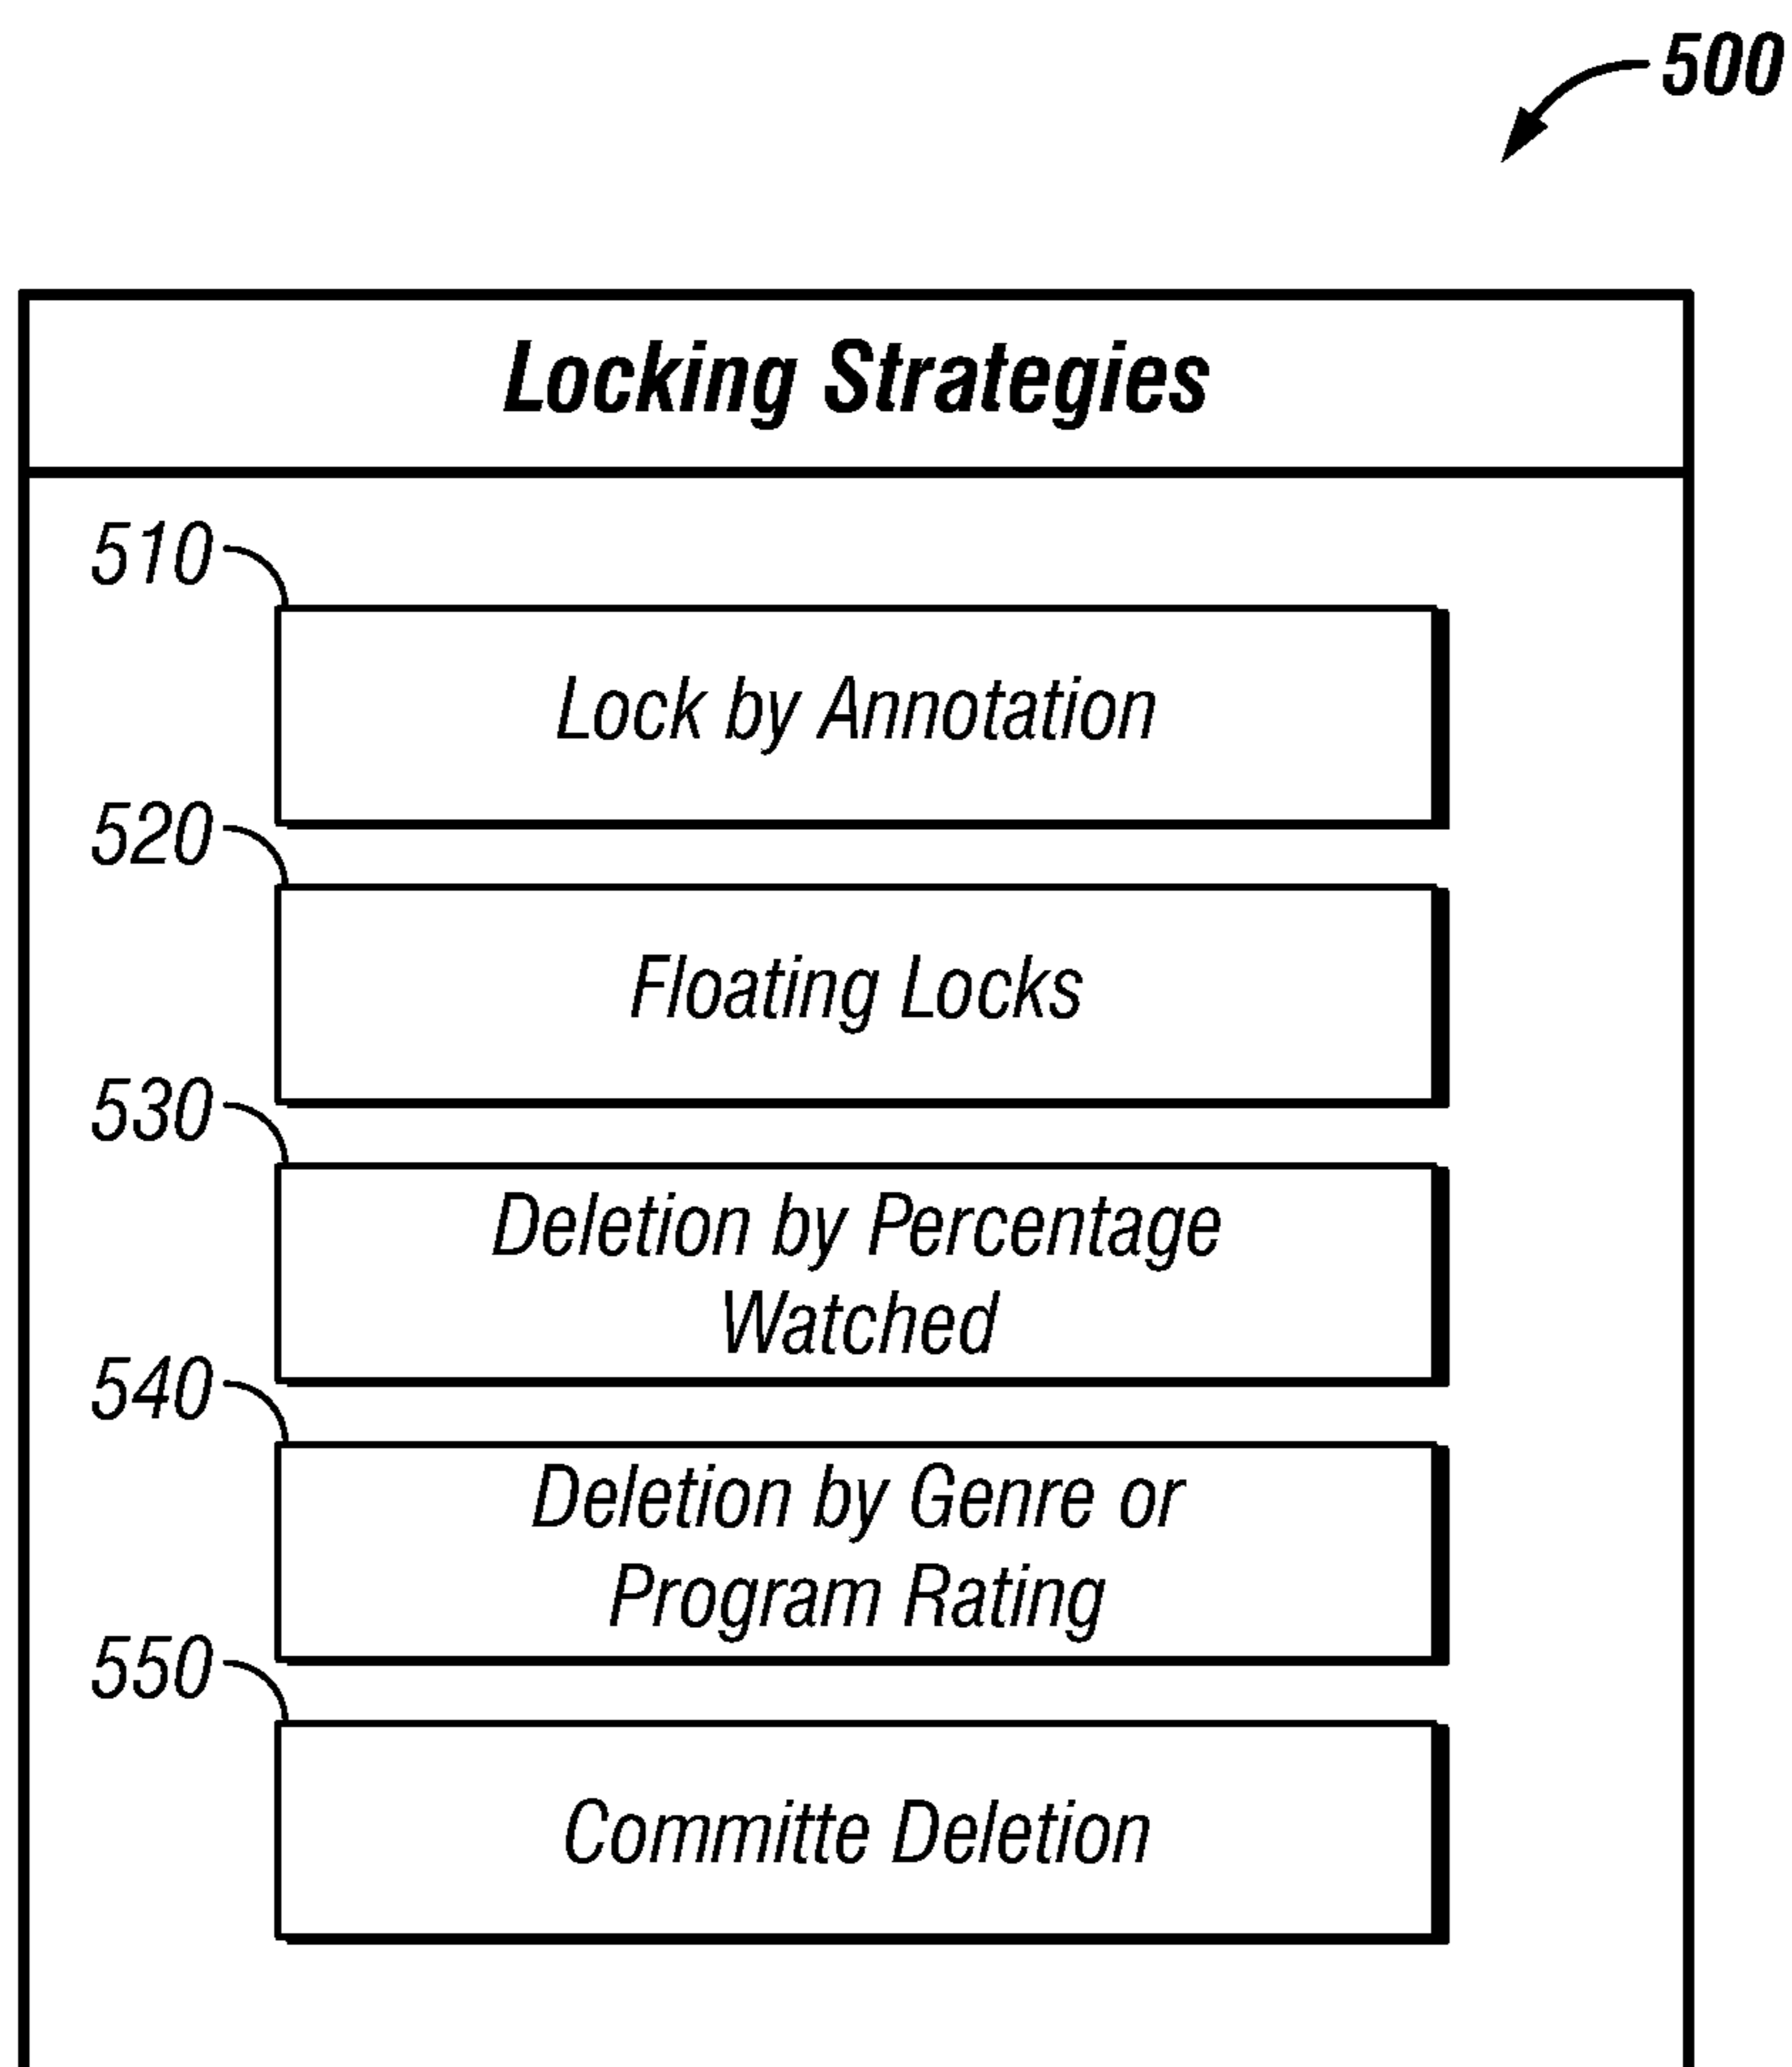 500
Locking Strategies
510
Lock by Annotation
520
Floating Locks
530
Deletion by Percentage
Watched
540
Deletion by Genre or
Program Rating
550
Committe Deletion